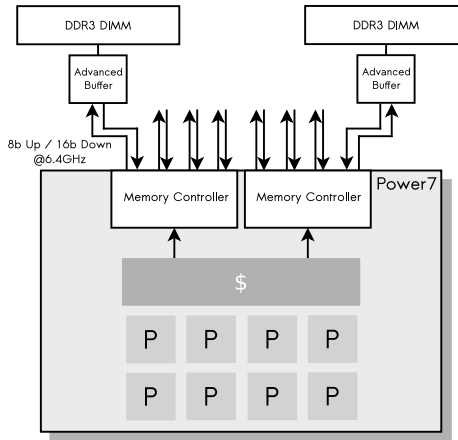 DDR3 DIMM
DDR3 DIMM
Advanced
Buffer
Advanced
Buffer
8b Up / 16b Down
@6.4GHz
Power7
Memory Controller
Memory Controller
$
P P P P
P P P P